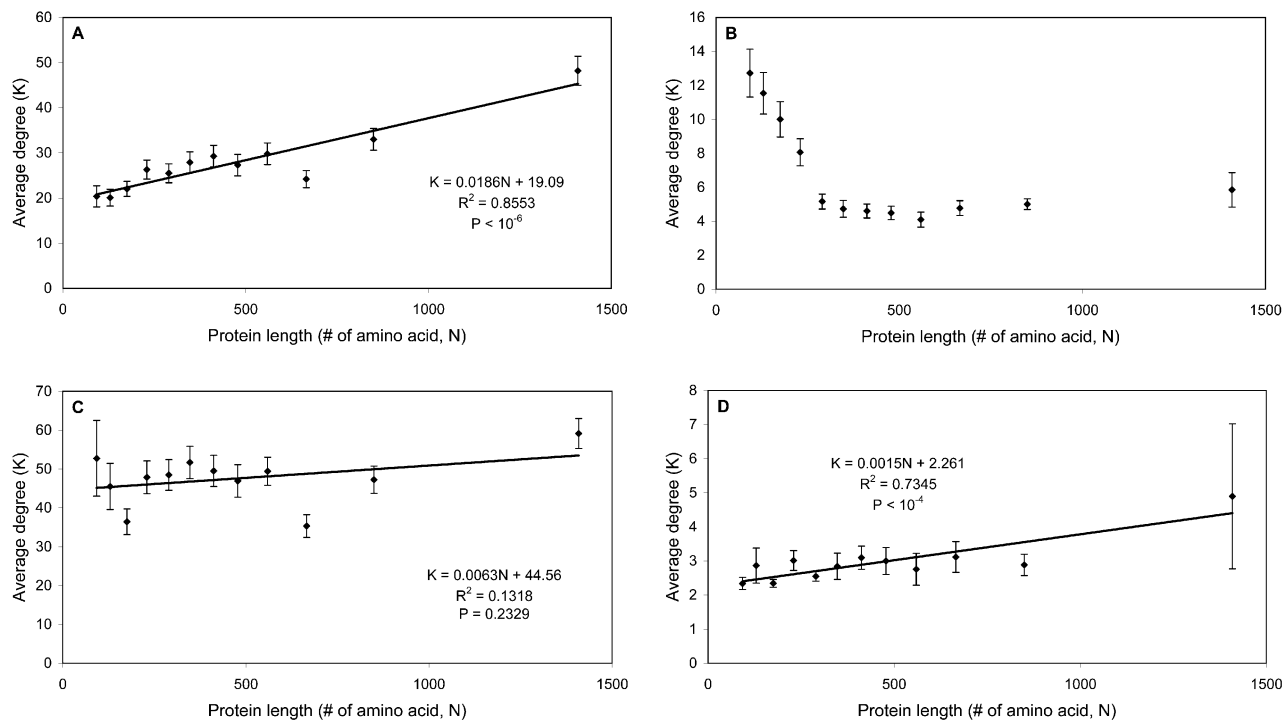 A
Average degree (K)
60
50
40
30
20
10
0
K = 0.0186N + 19.09
R² = 0.8553
P < 10⁻⁶
0 500 1000 1500
Protein length (# of amino acid, N)
B
Average degree (K)
16
14
12
10
8
6
4
2
0
0 500 1000 1500
Protein length (# of amino acid, N)
C
Average degree (K)
70
60
50
40
30
20
10
0
K = 0.0063N + 44.56
R² = 0.1318
P = 0.2329
0 500 1000 1500
Protein length (# of amino acid, N)
D
Average degree (K)
8
7
6
5
4
3
2
1
0
K = 0.0015N + 2.261
R² = 0.7345
P < 10⁻⁴
0 500 1000 1500
Protein length (# of amino acid, N)